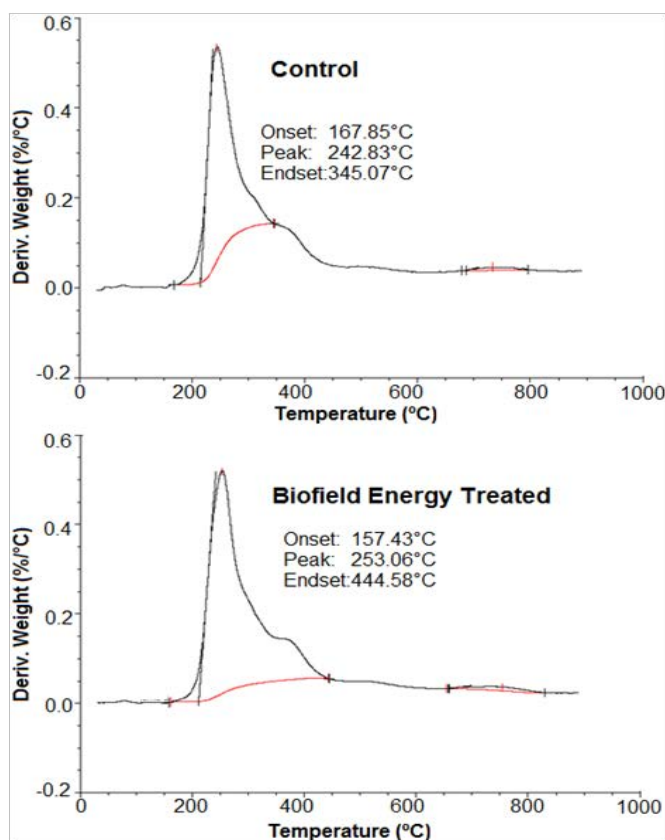 0.6
Control
Onset: 167.85°C
Peak: 242.83°C
Endset:345.07°C
0.4
0.2
0.0
-0.2
Deriv. Weight (%/°C)
0 200 400 600 800 1000
Temperature (ºC)
0.6
Biofield Energy Treated
Onset: 157.43°C
Peak: 253.06°C
Endset:444.58°C
0.4
0.2
0.0
-0.2
Deriv. Weight (%/°C)
0 200 400 600 800 1000
Temperature (ºC)